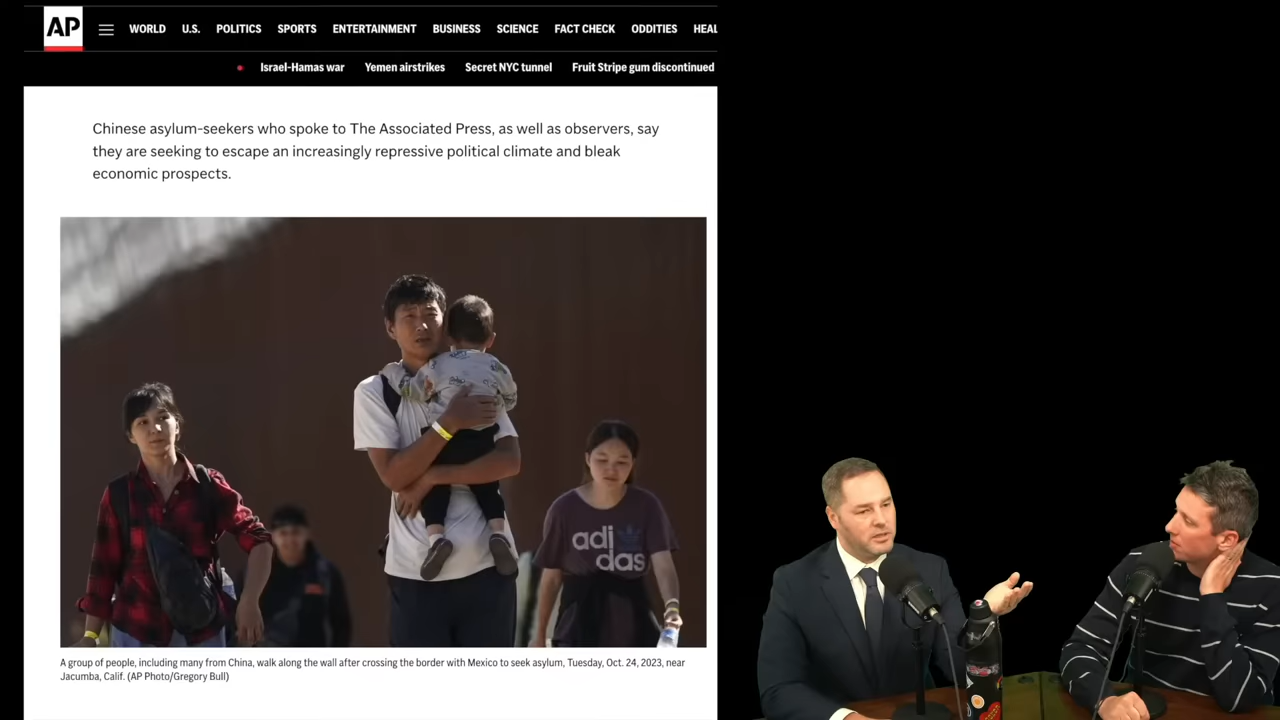 AP
WORLD U.S. POLITICS SPORTS ENTERTAINMENT BUSINESS SCIENCE FACT CHECK ODDITIES HEAL
Israel-Hamas war Yemen airstrikes Secret NYC tunnel Fruit Stripe gum discontinued
Chinese asylum-seekers who spoke to The Associated Press, as well as observers, say
they are seeking to escape an increasingly repressive political climate and bleak
economic prospects.
adi
das
A group of people, including many from China, walk along the wall after crossing the border with Mexico to seek asylum, Tuesday, Oct. 24, 2023, near
Jacumba, Calif. (AP Photo/Gregory Bull)